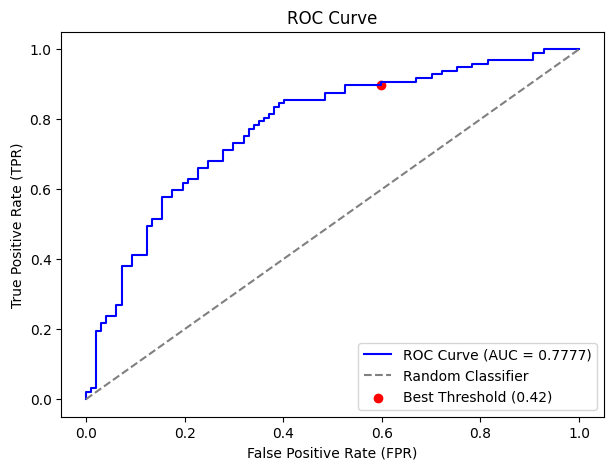 ROC Curve
True Positive Rate (TPR)
1.0
0.8
0.6
0.4
0.2
0.0
ROC Curve (AUC = 0.7777)
Random Classifier
Best Threshold (0.42)
0.0 0.2 0.4 0.6 0.8 1.0
False Positive Rate (FPR)